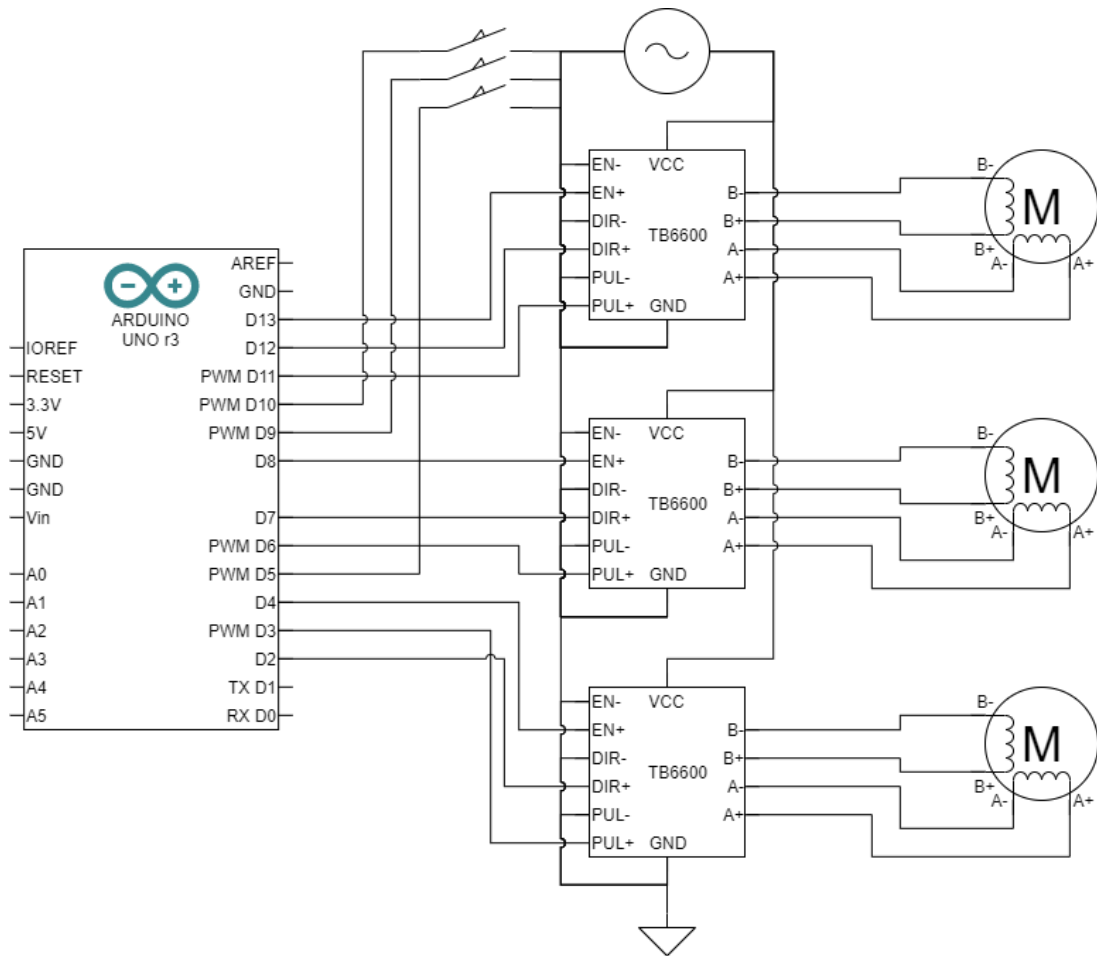 AREF
GND
ARDUINO
UNO r3
D13
IOREF
D12
RESET
PWM D11
3.3V
PWM D10
5V
PWM D9
GND
D8
GND
Vin
D7
PWM D6
A0
PWM D5
A1
D4
A2
PWM D3
A3
D2
A4
TX D1
A5
RX D0
EN-
VCC
EN+
B-
DIR-
B+
TB6600
DIR+
A-
PUL-
A+
PUL+
GND
B-
M
B+
A-
A+
EN-
VCC
EN+
B-
DIR-
B+
TB6600
DIR+
A-
PUL-
A+
PUL+
GND
B-
M
B+
A-
A+
EN-
VCC
EN+
B-
DIR-
B+
TB6600
DIR+
A-
PUL-
A+
PUL+
GND
B-
M
B+
A-
A+